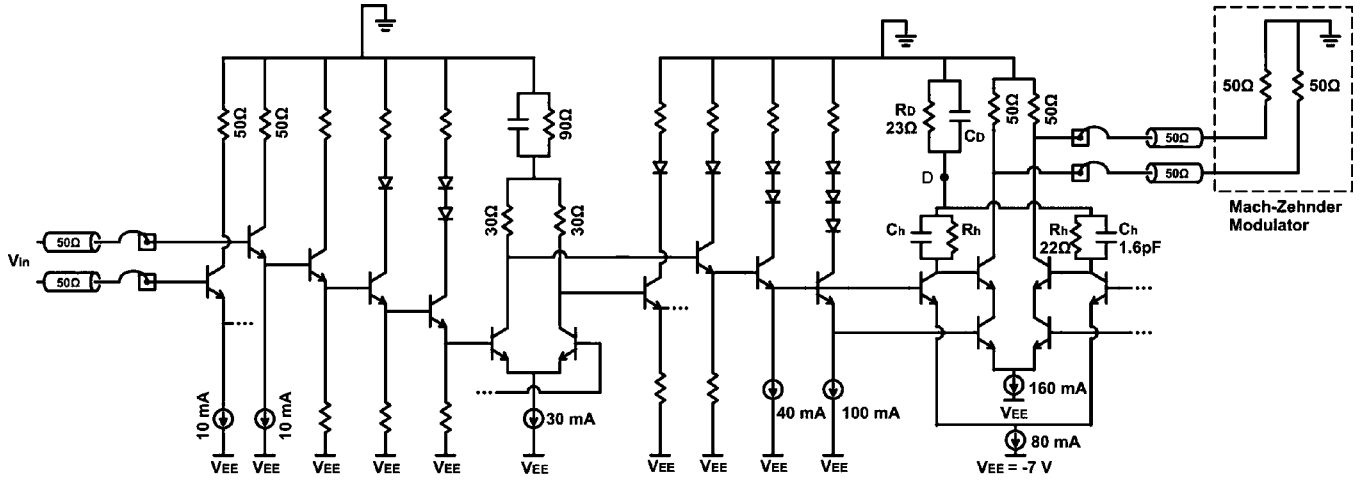 50Ω 50Ω
90Ω
RD
23Ω
CD
50Ω 50Ω
50Ω 50Ω
50Ω
50Ω
Mach-Zehnder
Modulator
D
30Ω 30Ω
Ch Rh
Rh
22Ω
Ch
1.6pF
50Ω
Vin
50Ω
10 mA
10 mA
30 mA
40 mA
100 mA
160 mA
VEE
80 mA
VEE VEE VEE VEE VEE VEE VEE VEE VEE VEE
VEE = -7 V